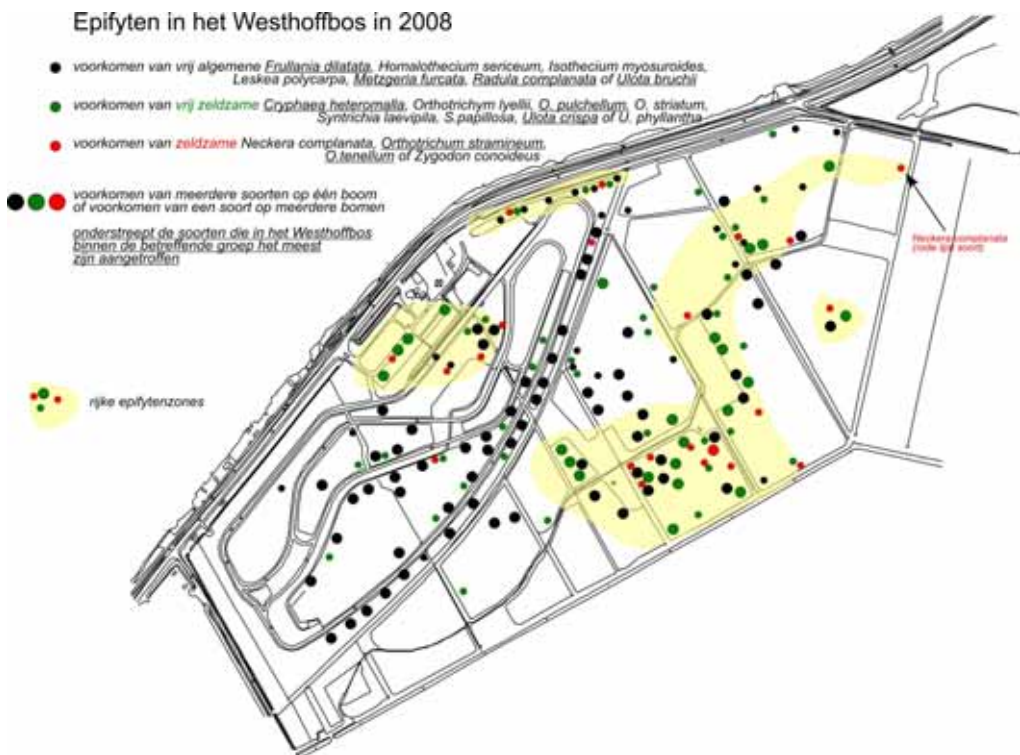 Epifyten in het Westhoffbos in 2008
voorkomen van vrij algemene Frullania dilatata, Homalothecium sericeum, Isothecium myosuroides,
Leskea polycarpa, Metzgeria furcata, Radula complanata of Ulota bruchii
voorkomen van vrij zeldzame Cryphaea heteromalla, Orthotrichym lyellii, O. pulchellum, O. striatum,
Syntrichia laevipila, S.papillosa, Ulota crispa of U. phyllantha
voorkomen van zeldzame Neckera complanata, Orthotrichum stramineum,
O.tenellum of Zygodon conoideus
voorkomen van meerdere soorten op één boom
of voorkomen van een soort op meerdere bomen
onderstreept de soorten die in het Westhoffbos
binnen de betreffende groep het meest
zijn aangetroffen
Neckera complanata
(rode lijst soort)
rijke epifytenzones